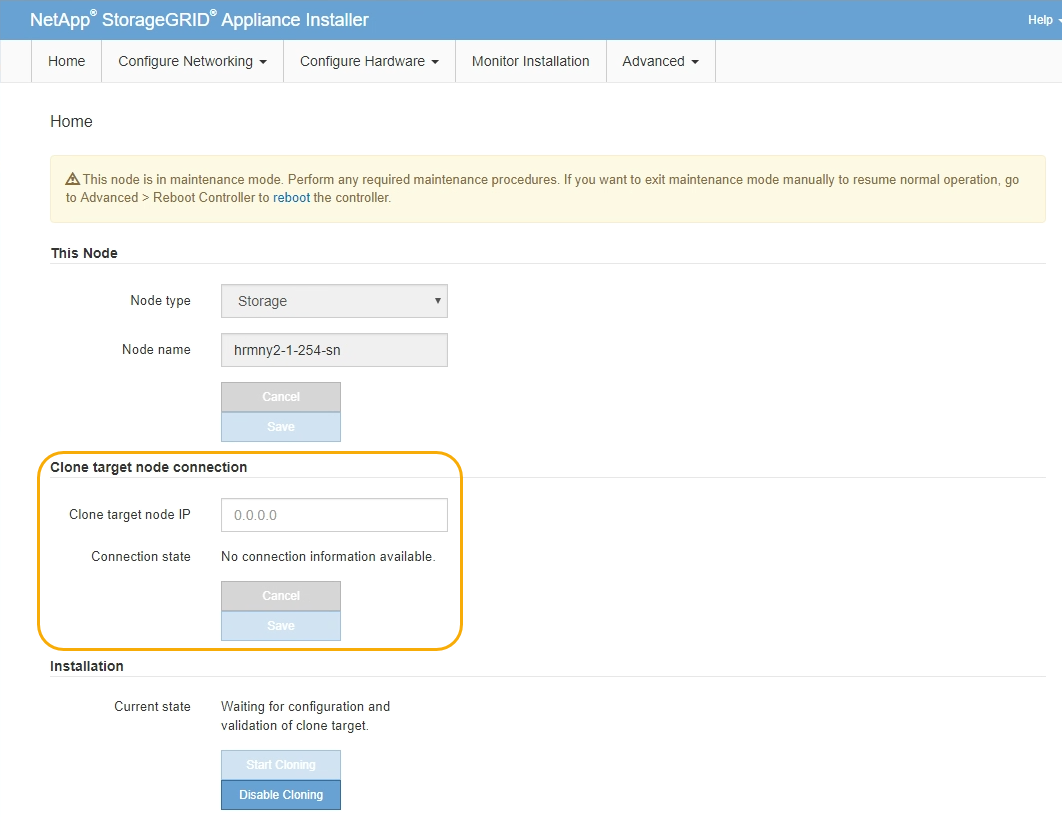 NetApp® StorageGRID® Appliance Installer
Help
Home
Configure Networking
Configure Hardware
Monitor Installation
Advanced
Home
This node is in maintenance mode. Perform any required maintenance procedures. If you want to exit maintenance mode manually to resume normal operation, go
to Advanced > Reboot Controller to reboot the controller.
This Node
Node type
Storage
Node name
hrmny2-1-254-sn
Cancel
Save
Clone target node connection
Clone target node IP
0.0.0.0
Connection state
No connection information available.
Cancel
Save
Installation
Current state
Waiting for configuration and
validation of clone target.
Start Cloning
Disable Cloning